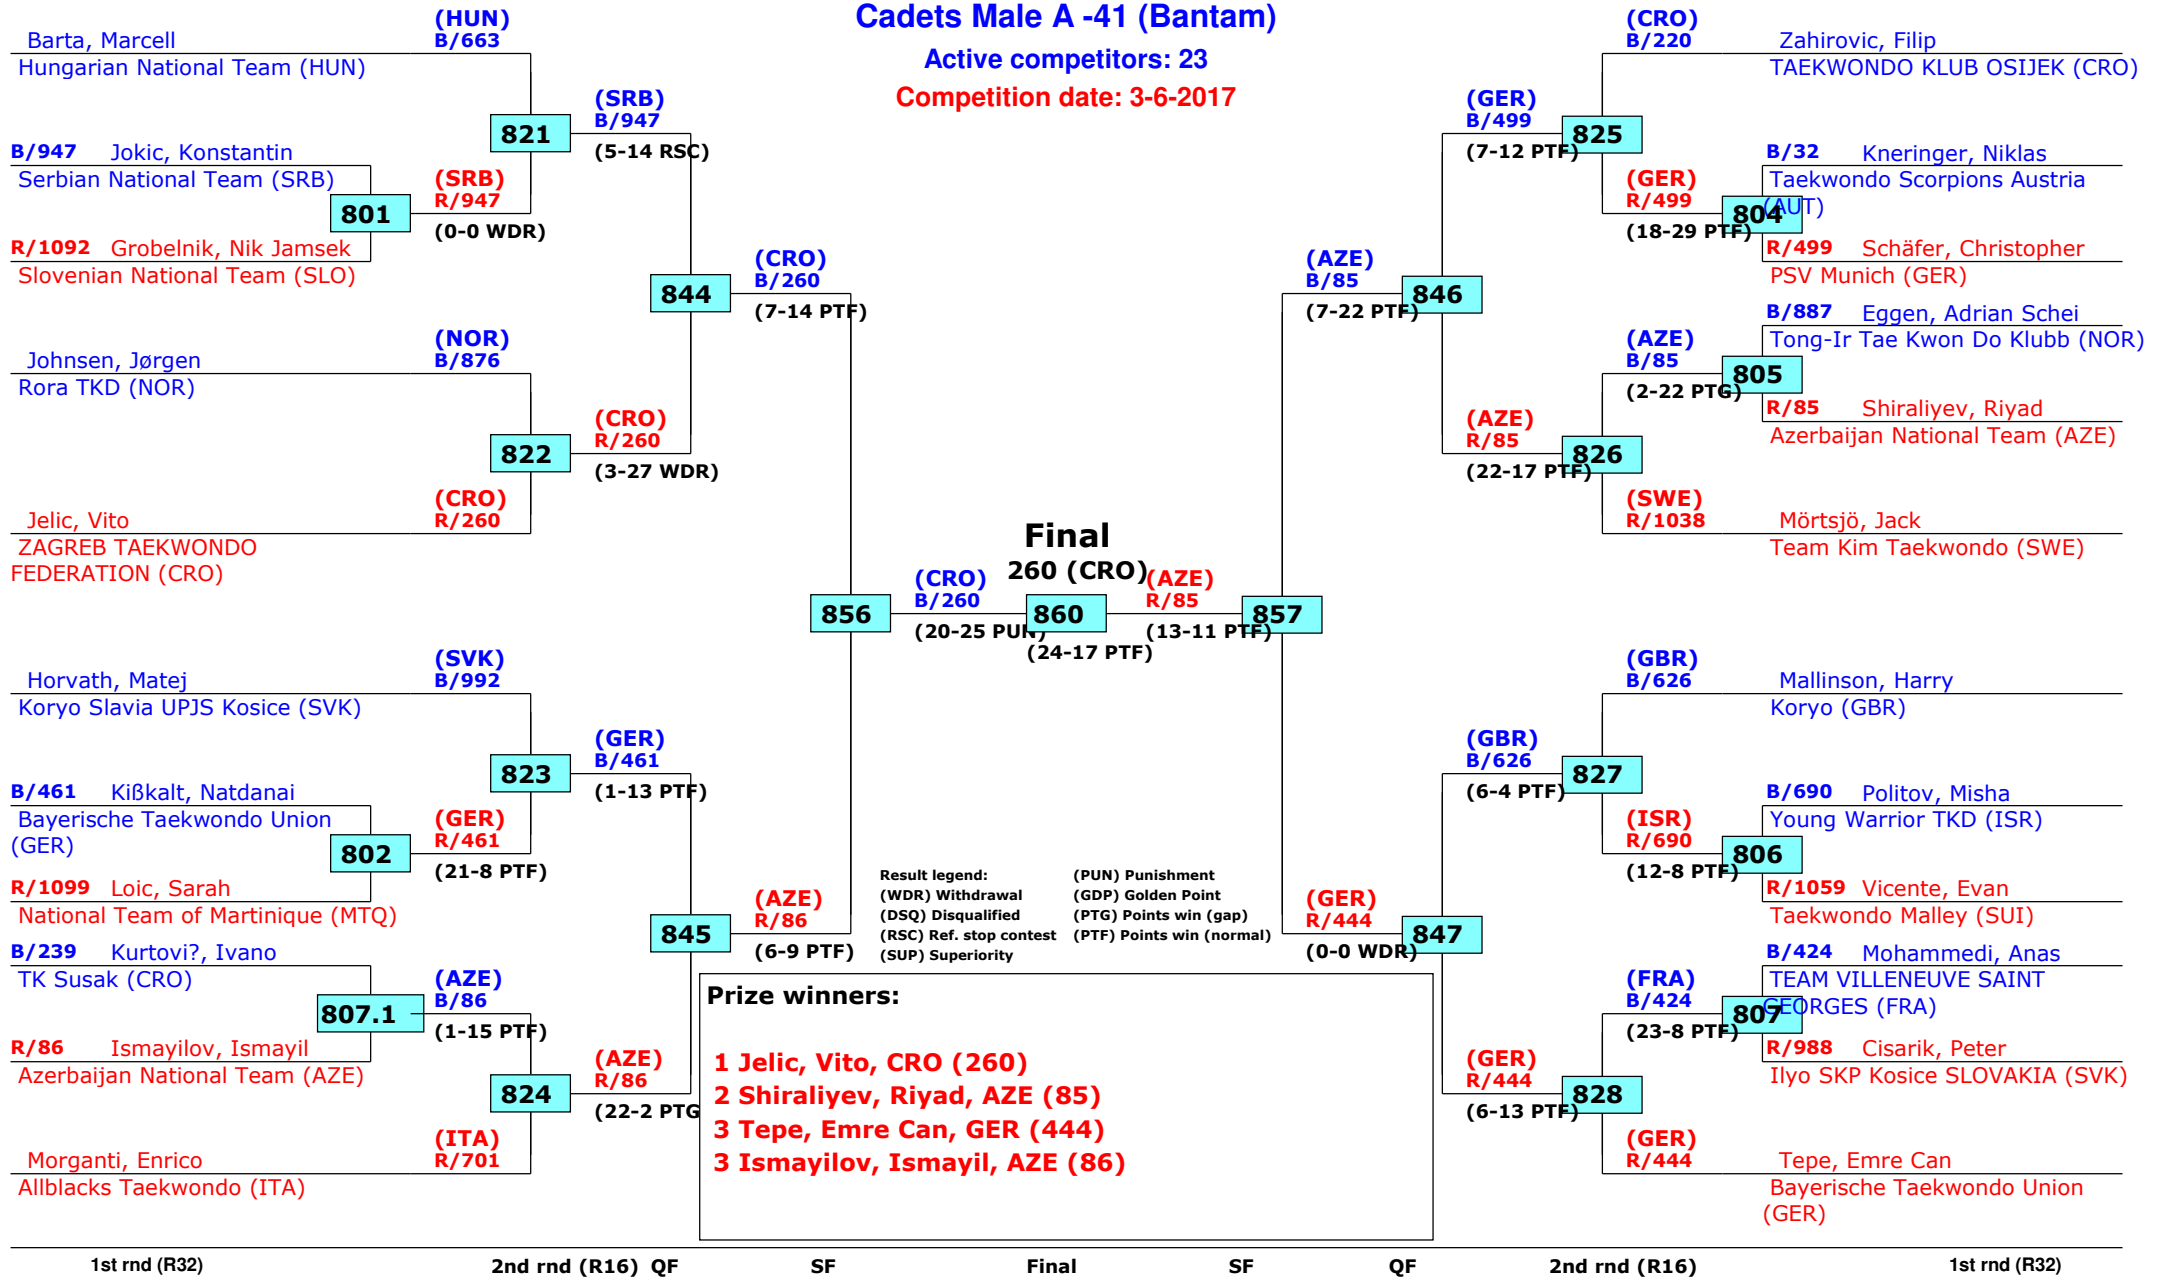 Cadets Male A -41 (Bantam)
Active competitors: 23
Competition date: 3-6-2017
Barta, Marcell
Hungarian National Team (HUN)
(HUN)
B/663
B/947 Jokic, Konstantin
Serbian National Team (SRB)
801
R/1092 Grobelnik, Nik Jamsek
Slovenian National Team (SLO)
(SRB)
R/947
(0-0 WDR)
821
(SRB)
B/947
(5-14 RSC)
Johnsen, Jørgen
Rora TKD (NOR)
(NOR)
B/876
822
Jelic, Vito
ZAGREB TAEKWONDO
FEDERATION (CRO)
(CRO)
R/260
(CRO)
R/260
(3-27 WDR)
844
(CRO)
B/260
(7-14 PTF)
Horvath, Matej
Koryo Slavia UPJS Kosice (SVK)
(SVK)
B/992
B/461 Kißkalt, Natdanai
Bayerische Taekwondo Union
(GER)
802
R/1099 Loic, Sarah
National Team of Martinique (MTQ)
(GER)
R/461
(21-8 PTF)
823
(GER)
B/461
(1-13 PTF)
B/239 Kurtovi?, Ivano
TK Susak (CRO)
807.1
R/86 Ismayilov, Ismayil
Azerbaijan National Team (AZE)
(AZE)
B/86
(1-15 PTF)
824
Morganti, Enrico
Allblacks Taekwondo (ITA)
(ITA)
R/701
(AZE)
R/86
(22-2 PTG
845
(AZE)
R/86
(6-9 PTF)
856
(CRO)
B/260
(20-25 PUN)
Final
260 (CRO)
860
(24-17 PTF)
(AZE)
R/85
(13-11 PTF)
857
(AZE)
B/85
(7-22 PTF)
846
(GER)
B/499
(7-12 PTF)
825
(CRO)
B/220
Zahirovic, Filip
TAEKWONDO KLUB OSIJEK (CRO)
B/32 Kneringer, Niklas
Taekwondo Scorpions Austria
(AUT)
804
R/499 Schäfer, Christopher
PSV Munich (GER)
(GER)
R/499
(18-29 PTF)
B/887 Eggen, Adrian Schei
Tong-Ir Tae Kwon Do Klubb (NOR)
805
R/85 Shiraliyev, Riyad
Azerbaijan National Team (AZE)
(AZE)
B/85
(2-22 PTG)
(AZE)
R/85
(22-17 PTF)
826
(SWE)
R/1038
Mörtsjö, Jack
Team Kim Taekwondo (SWE)
(GBR)
B/626
Mallinson, Harry
Koryo (GBR)
(GBR)
B/626
(6-4 PTF)
827
B/690 Politov, Misha
Young Warrior TKD (ISR)
806
R/1059 Vicente, Evan
Taekwondo Malley (SUI)
(ISR)
R/690
(12-8 PTF)
(GER)
R/444
(0-0 WDR)
847
B/424 Mohammedi, Anas
TEAM VILLENEUVE SAINT
GEORGES (FRA)
807
R/988 Cisarik, Peter
Ilyo SKP Kosice SLOVAKIA (SVK)
(FRA)
B/424
(23-8 PTF)
(GER)
R/444
(6-13 PTF)
828
(GER)
R/444
Tepe, Emre Can
Bayerische Taekwondo Union
(GER)
Result legend:
(WDR) Withdrawal
(DSQ) Disqualified
(RSC) Ref. stop contest
(SUP) Superiority
(PUN) Punishment
(GDP) Golden Point
(PTG) Points win (gap)
(PTF) Points win (normal)
Prize winners:
1 Jelic, Vito, CRO (260)
2 Shiraliyev, Riyad, AZE (85)
3 Tepe, Emre Can, GER (444)
3 Ismayilov, Ismayil, AZE (86)
1st rnd (R32) 2nd rnd (R16) QF SF Final SF QF 2nd rnd (R16) 1st rnd (R32)